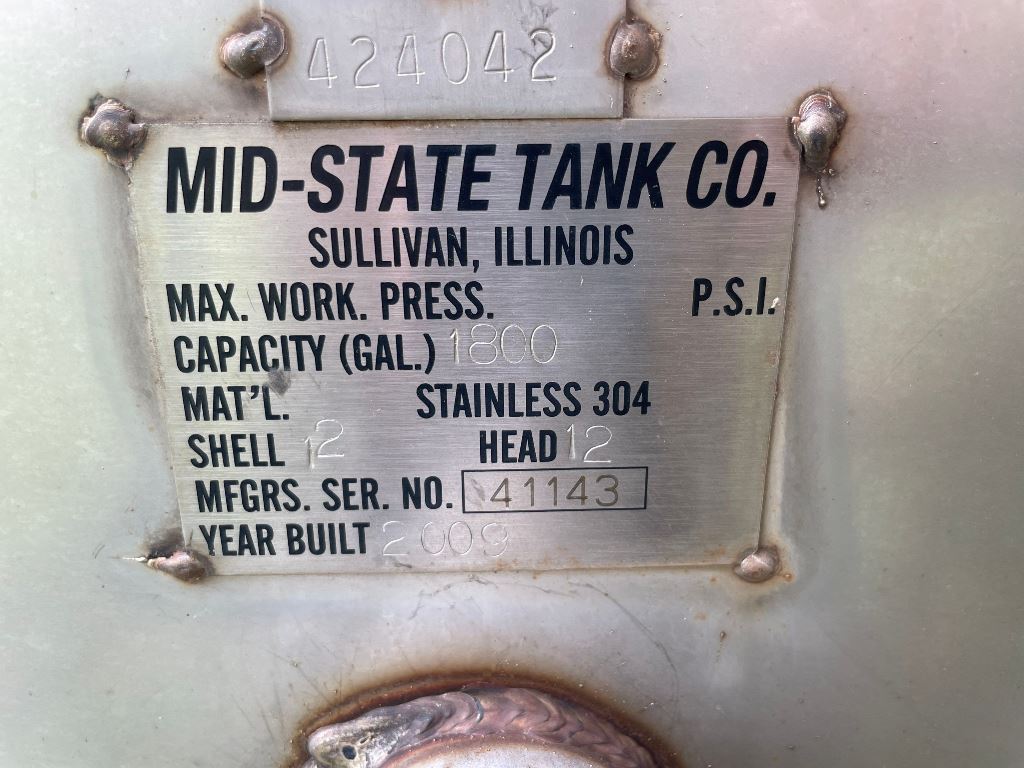 424042
MID-STATE TANK CO.
SULLIVAN, ILLINOIS
MAX. WORK. PRESS. P.S.I.
CAPACITY (GAL.) 1800
MAT'L. STAINLESS 304
SHELL 12 HEAD 12
MFGRS. SER. NO. 41143
YEAR BUILT 2009